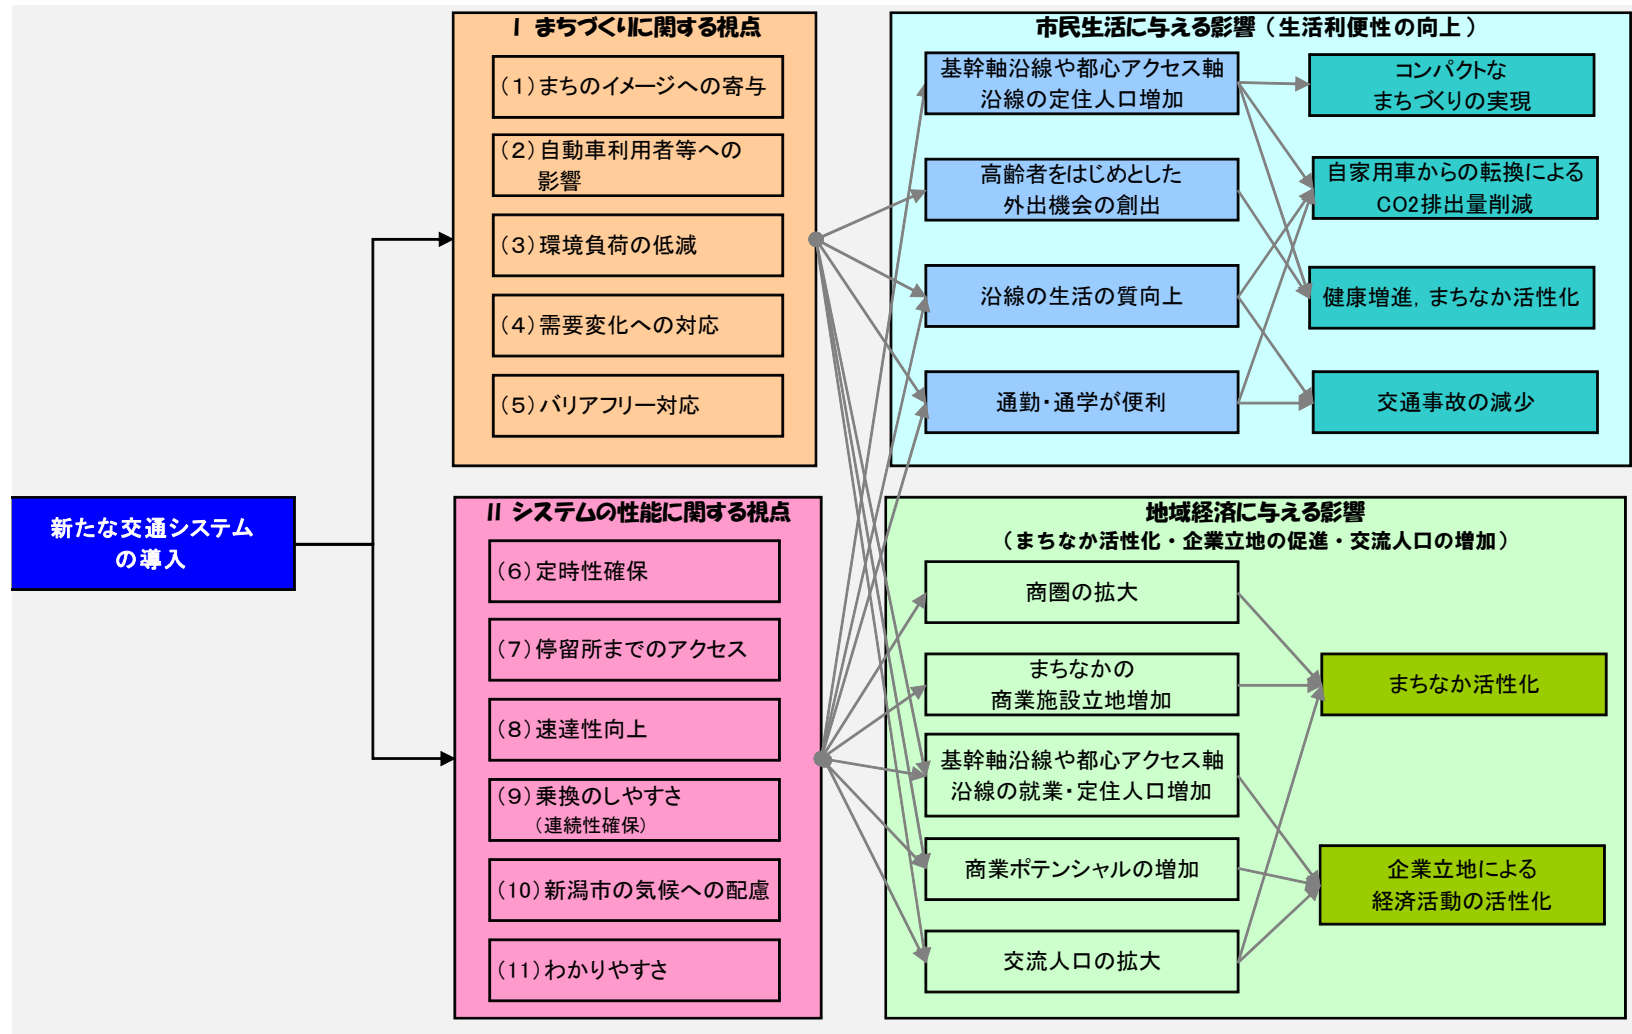 新たな交通システム
の導入
Ⅰ まちづくりに関する視点
(1)まちのイメージへの寄与
(2)自動車利用者等への
影響
(3)環境負荷の低減
(4)需要変化への対応
(5)バリアフリー対応
Ⅱ システムの性能に関する視点
(6)定時性確保
(7)停留所までのアクセス
(8)速達性向上
(9)乗換のしやすさ
(連続性確保)
(10)新潟市の気候への配慮
(11)わかりやすさ
市民生活に与える影響(生活利便性の向上)
基幹軸沿線や都心アクセス軸
沿線の定住人口増加
高齢者をはじめとした
外出機会の創出
沿線の生活の質向上
通勤・通学が便利
コンパクトな
まちづくりの実現
自家用車からの転換による
CO2排出量削減
健康増進,まちなか活性化
交通事故の減少
地域経済に与える影響
(まちなか活性化・企業立地の促進・交流人口の増加)
商圏の拡大
まちなかの
商業施設立地増加
基幹軸沿線や都心アクセス軸
沿線の就業・定住人口増加
商業ポテンシャルの増加
交流人口の拡大
まちなか活性化
企業立地による
経済活動の活性化